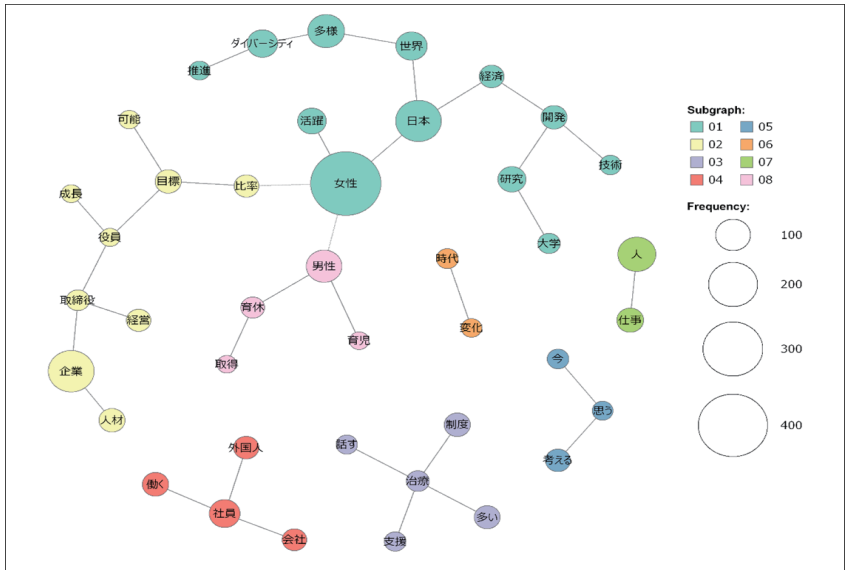 ダイバーシティ
多様
世界
推進
経済
可能
活躍
日本
開発
技術
女性
研究
成長
目標
比率
役員
大学
男性
時代
人
取締役
経営
育休
変化
仕事
育児
企業
取得
今
人材
思う
外国人
話す
制度
考える
働く
治療
社員
多い
会社
支援
Subgraph:
01 05
02 06
03 07
04 08
Frequency:
100
200
300
400